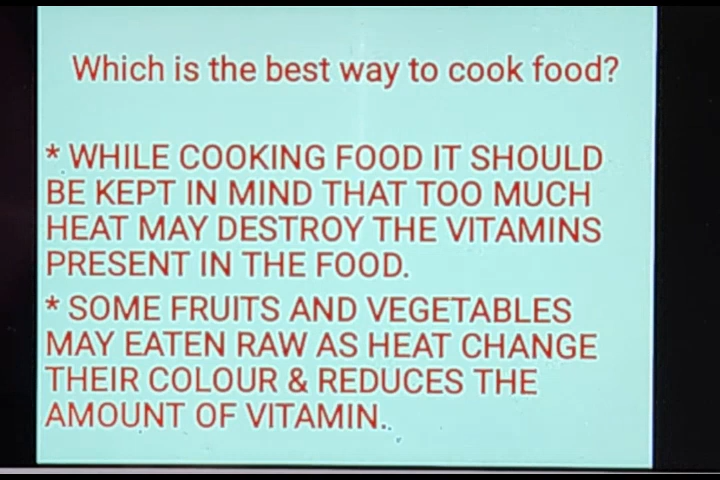 Which is the best way to cook food?
* WHILE COOKING FOOD IT SHOULD
BE KEPT IN MIND THAT TOO MUCH
HEAT MAY DESTROY THE VITAMINS
PRESENT IN THE FOOD.
* SOME FRUITS AND VEGETABLES
MAY EATEN RAW AS HEAT CHANGE
THEIR COLOUR & REDUCES THE
AMOUNT OF VITAMIN..